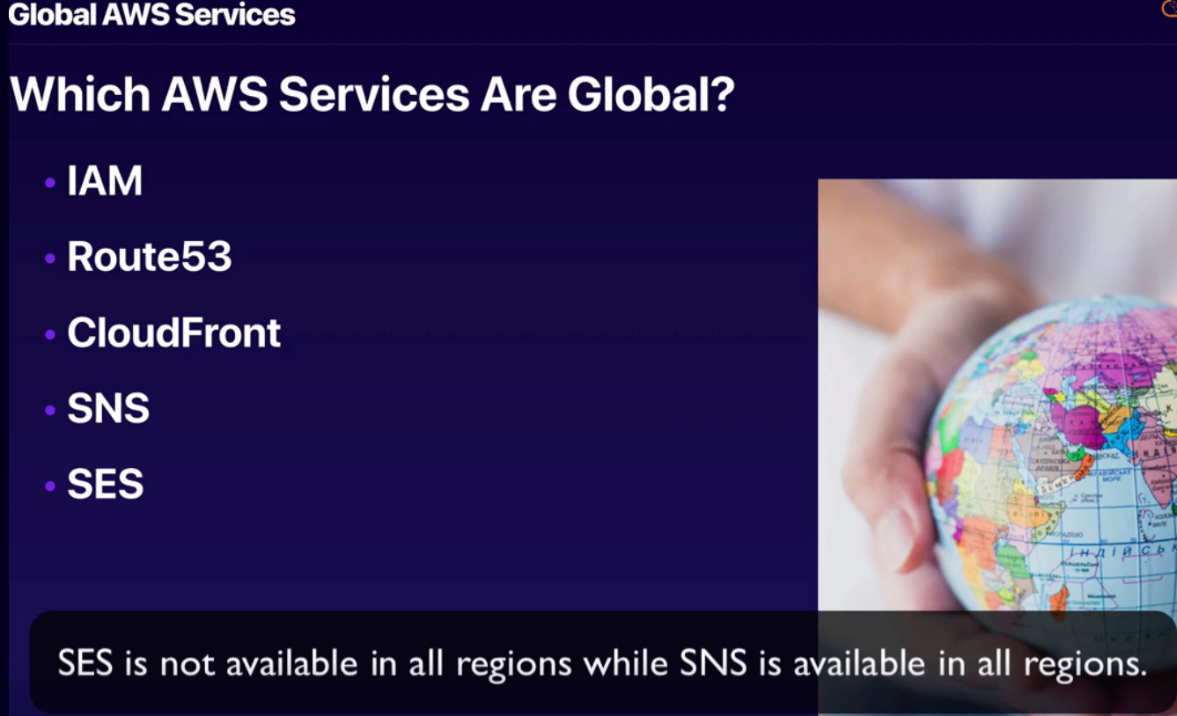 Global AWS Services
Which AWS Services Are Global?
• IAM
• Route53
• CloudFront
• SNS
• SES
SES is not available in all regions while SNS is available in all regions.